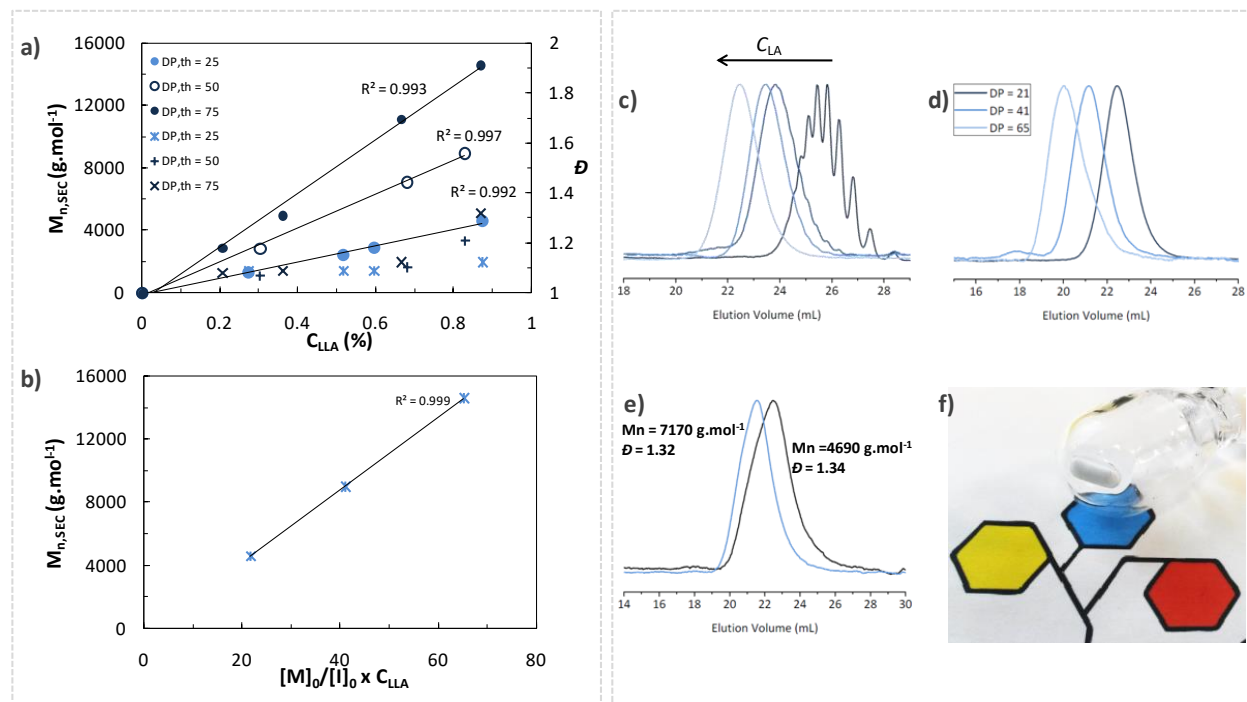 a)
16000
12000
8000
4000
0
Mn,SEC (g.mol-1)
DP,th = 25
DP,th = 50
DP,th = 75
DP,th = 25
DP,th = 50
DP,th = 75
R² = 0.993
R² = 0.997
R² = 0.992
2
1.8
1.6
1.4
1.2
1
Đ
0 0.2 0.4 0.6 0.8 1
CLLA (%)
b)
16000
12000
8000
4000
0
Mn,SEC (g.mol-1)
R² = 0.999
0 20 40 60 80
[M]0/[I]0 x CLLA
CLA
c)
18 20 22 24 26 28
Elution Volume (mL)
d)
DP = 21
DP = 41
DP = 65
16 18 20 22 24 26 28
Elution Volume (mL)
e)
Mn = 7170 g.mol-1
Đ = 1.32
Mn =4690 g.mol-1
Đ = 1.34
14 16 18 20 22 24 26 28 30
Elution Volume (mL)
f)